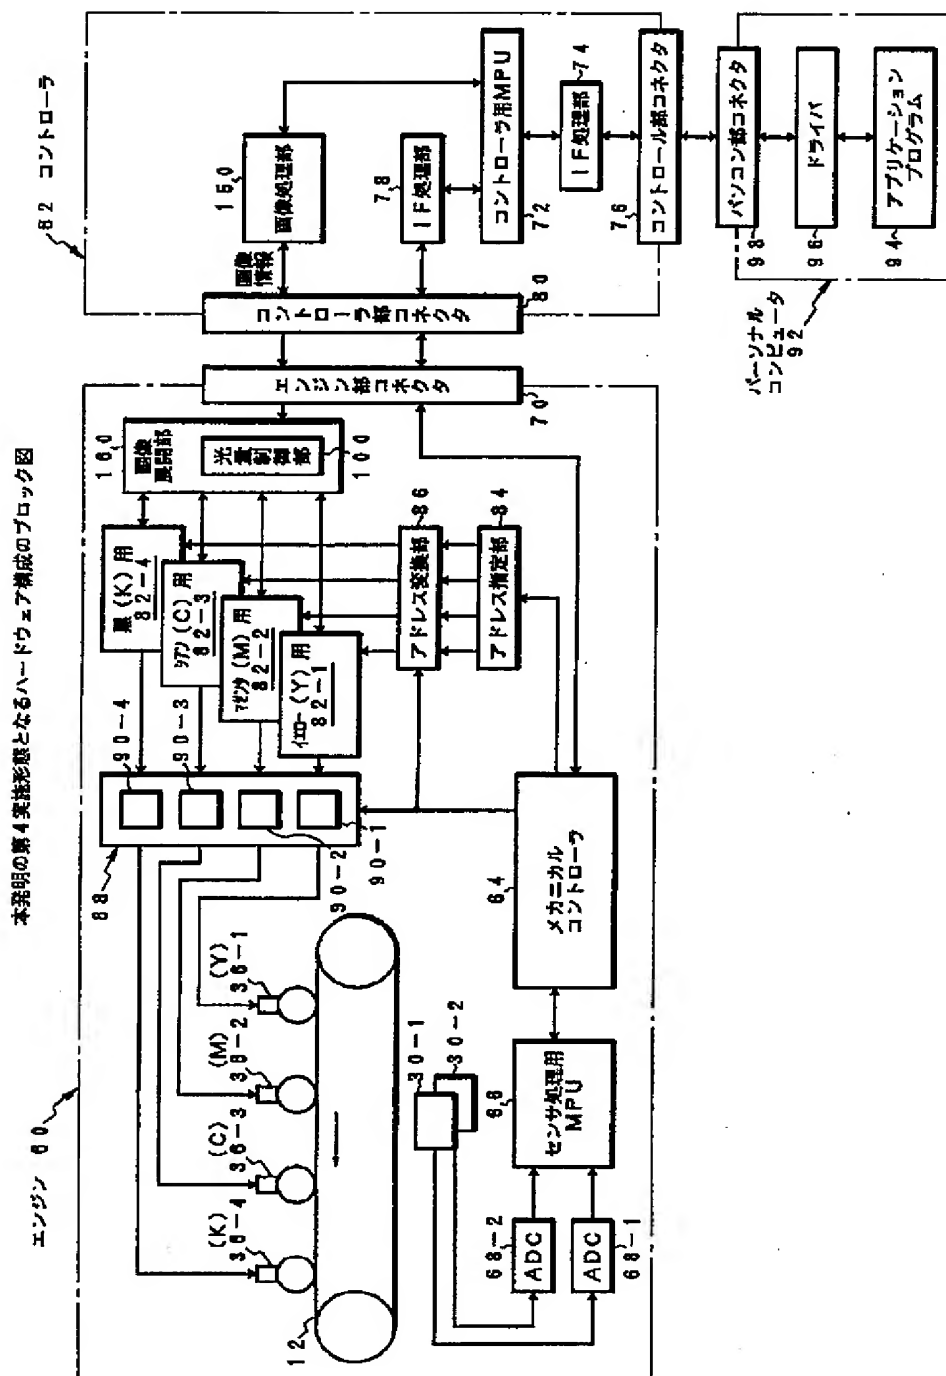 本発明の第4実施形態となるハードウェア構成のブロック図
エンジン 60
82 コントローラ
150
画像処理部
画像
情報
78
IF処理部
コントローラ用MPU
72
IF処理部
74
76
コントロール部コネクタ
パソコン部コネクタ
98
ドライバ
96
アプリケーション
プログラム
94
パーソナル
コンピュータ
92
コントローラ部コネクタ
80
エンジン部コネクタ
70
160
画像
展開部
光量制御部
100
黒(K)用
82-4
シアン(C)用
82-3
マゼンタ(M)用
82-2
イエロー(Y)用
82-1
アドレス変換部
86
アドレス指定部
84
88
90-4
90-3
90-2
90-1
(K)
36-4
(C)
36-3
(M)
36-2
(Y)
36-1
12
30-1
30-2
64
メカニカル
コントローラ
66
センサ処理用
MPU
68-2
ADC
ADC
68-1